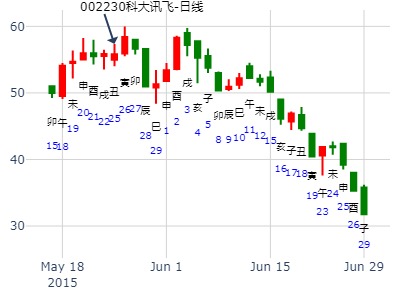 002230科大讯飞-日线
60
50
40
30
卯 午 未 申 酉 戌 丑 寅 卯 辰 巳 申 酉 戌 亥 子 卯 辰 巳 午 未 戌 亥 子 丑 寅 午 未 申 酉 子
15 18 19 20 21 22 25 26 27 28 29 1 2 3 4 5 8 9 10 11 12 15 16 17 18 19 23 24 25 26 29
May 18 Jun 1 Jun 15 Jun 29
2015